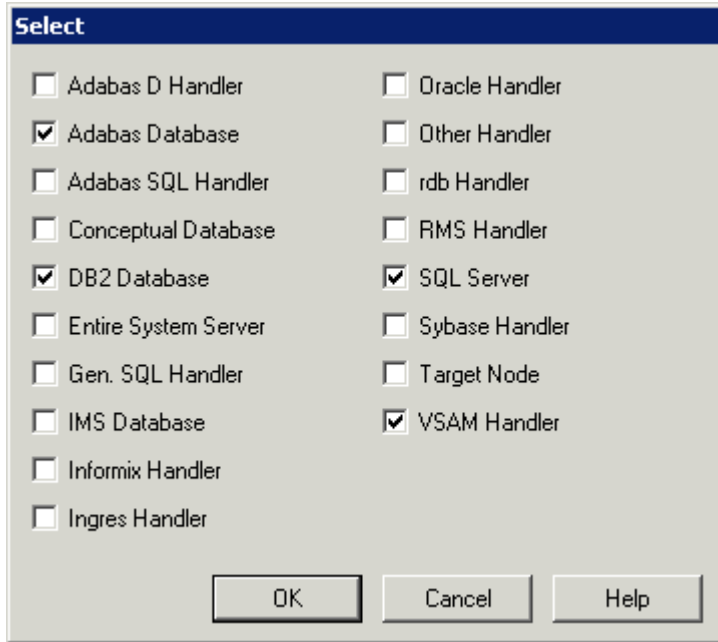 Select
Adabas D Handler
Adabas Database
Adabas SQL Handler
Conceptual Database
DB2 Database
Entire System Server
Gen. SQL Handler
IMS Database
Informix Handler
Ingres Handler
Oracle Handler
Other Handler
rdb Handler
RMS Handler
SQL Server
Sybase Handler
Target Node
VSAM Handler
OK Cancel Help